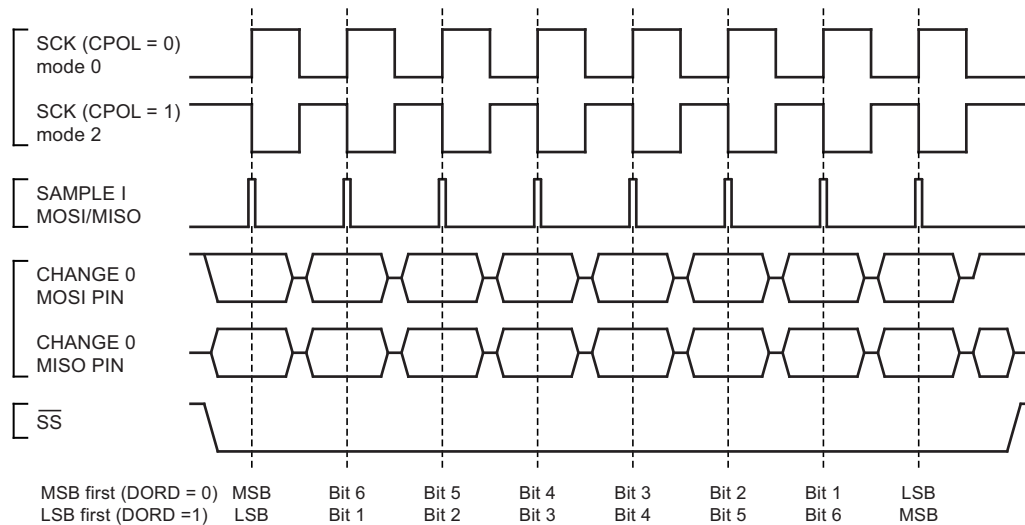 SCK (CPOL = 0)
mode 0
SCK (CPOL = 1)
mode 2
SAMPLE I
MOSI/MISO
CHANGE 0
MOSI PIN
CHANGE 0
MISO PIN
SS
MSB first (DORD = 0) MSB Bit 6 Bit 5 Bit 4 Bit 3 Bit 2 Bit 1 LSB
LSB first (DORD =1) LSB Bit 1 Bit 2 Bit 3 Bit 4 Bit 5 Bit 6 MSB